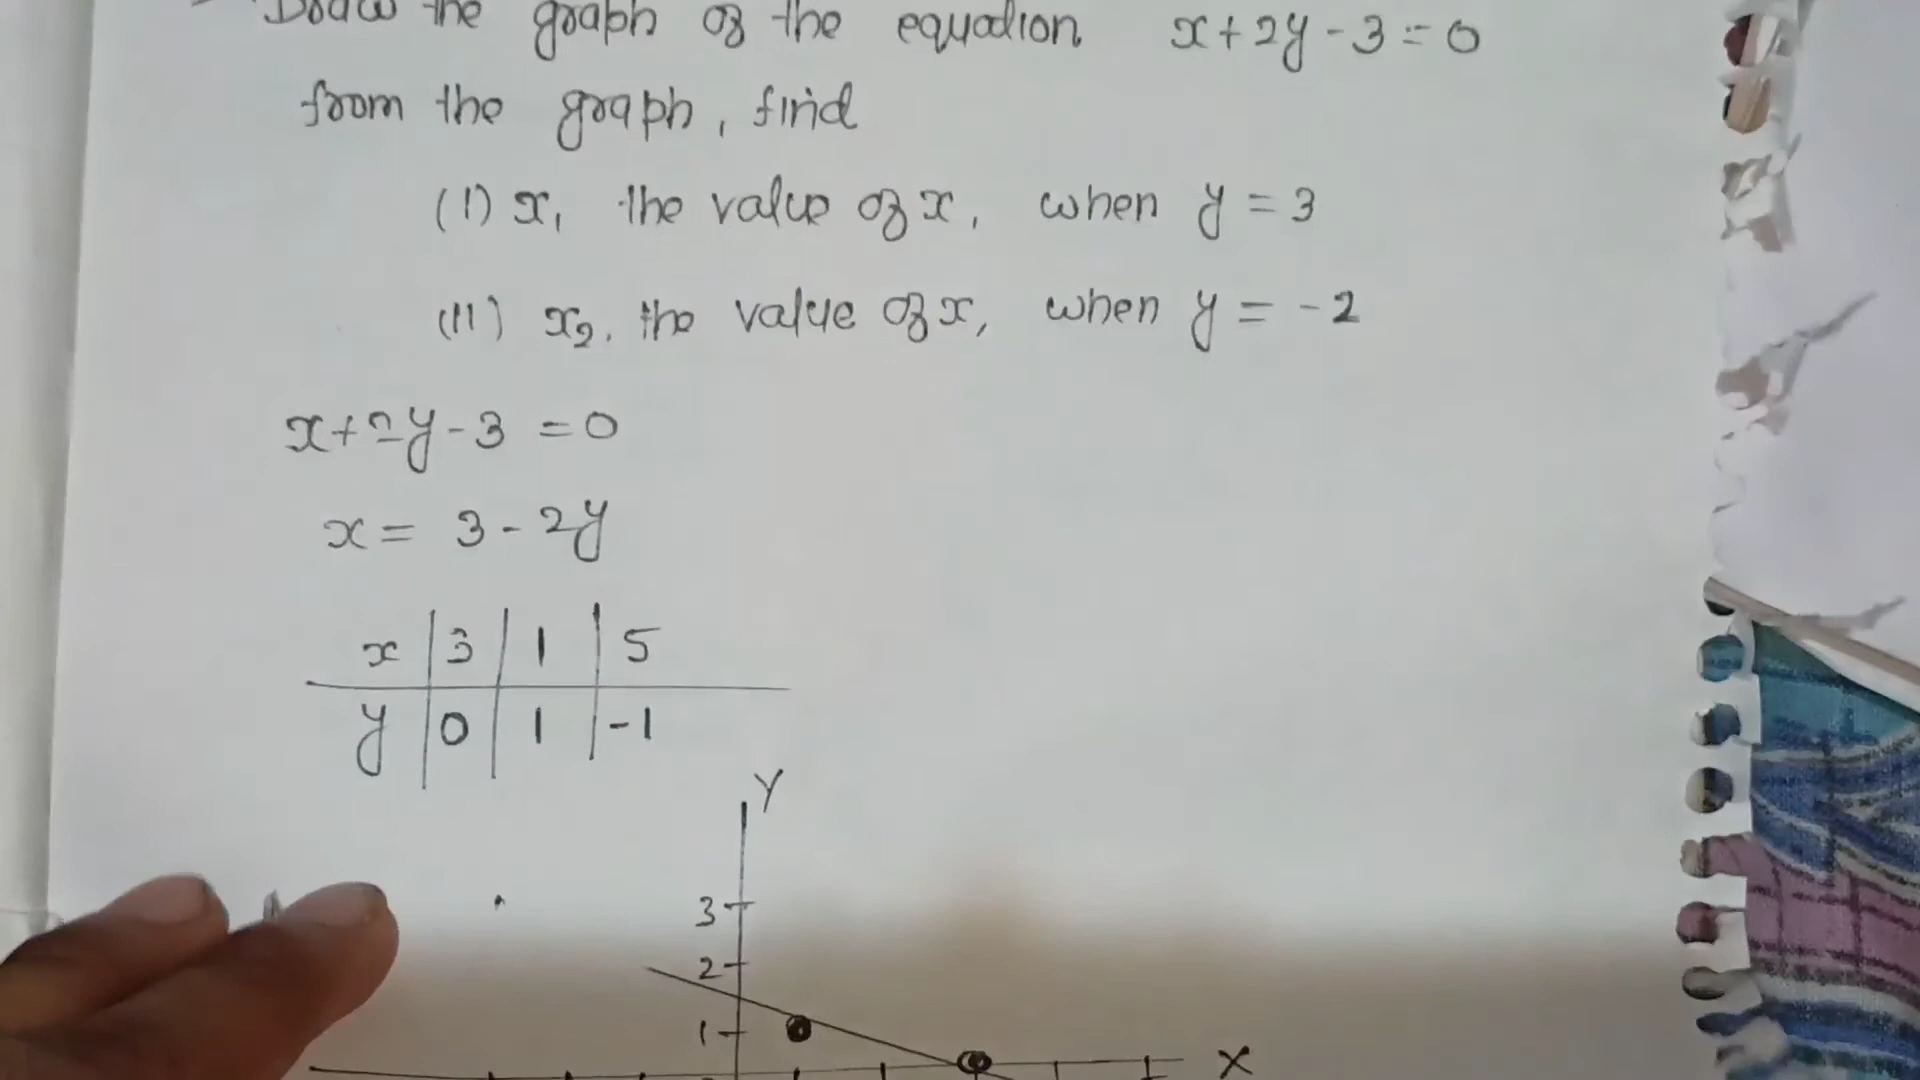 Draw the graph of the equation x+2y-3=0
from the graph, find
(I) x₁ the value of x, when y = 3
(II) x₂, the value of x, when y = -2
x+2y-3 =0
x= 3-2y
x 3 1 5
y 0 1 -1
Y
3
2
1
X